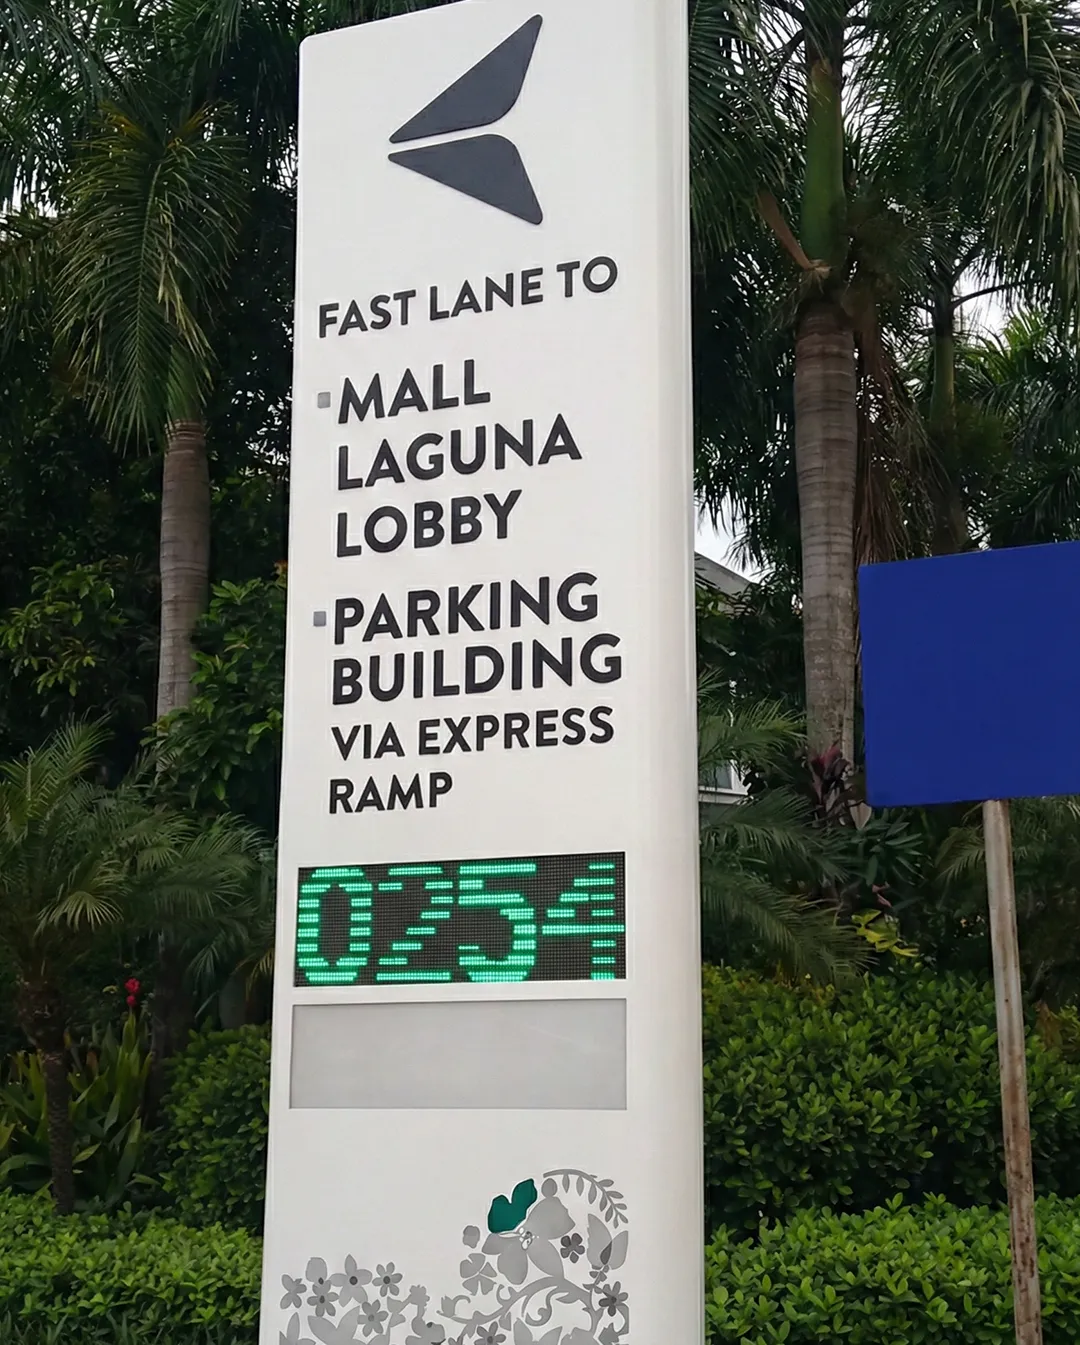 FAST LANE TO
MALL
LAGUNA
LOBBY
PARKING
BUILDING
VIA EXPRESS
RAMP
0254